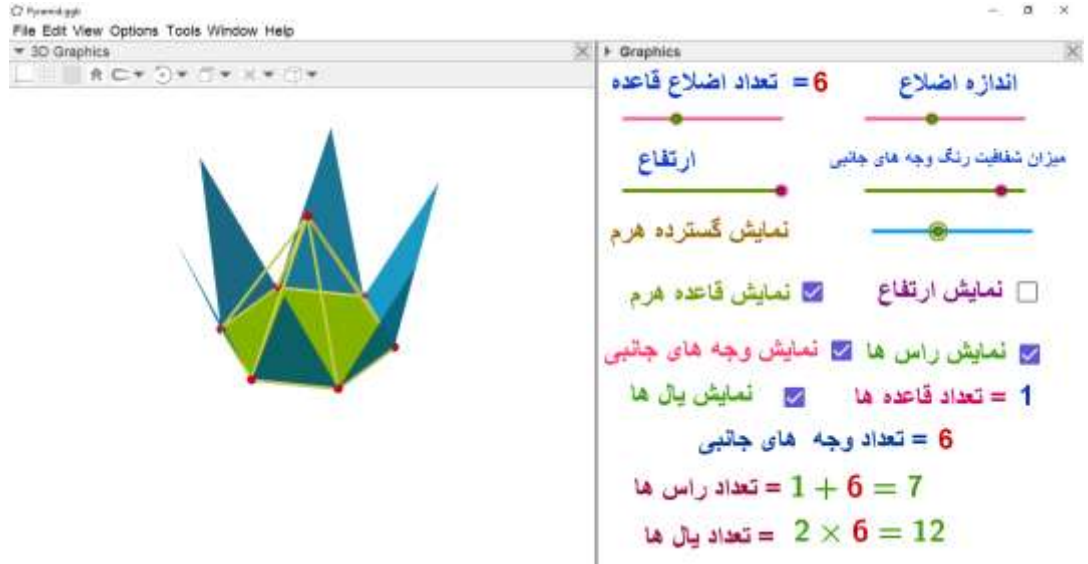 Pyramid.ggb
File Edit View Options Tools Window Help
3D Graphics
Graphics
تعداد اضلاع قاعده = 6
اندازه اضلاع
ارتفاع
میزان شفافیت رنگ وجه های جانبی
نمایش گسترده هرم
نمایش قاعده هرم
نمایش ارتفاع
نمایش وجه های جانبی
نمایش راس ها
نمایش یال ها
تعداد قاعده ها = 1
تعداد وجه های جانبی = 6
تعداد راس ها = 1 + 6 = 7
تعداد یال ها = 2 × 6 = 12